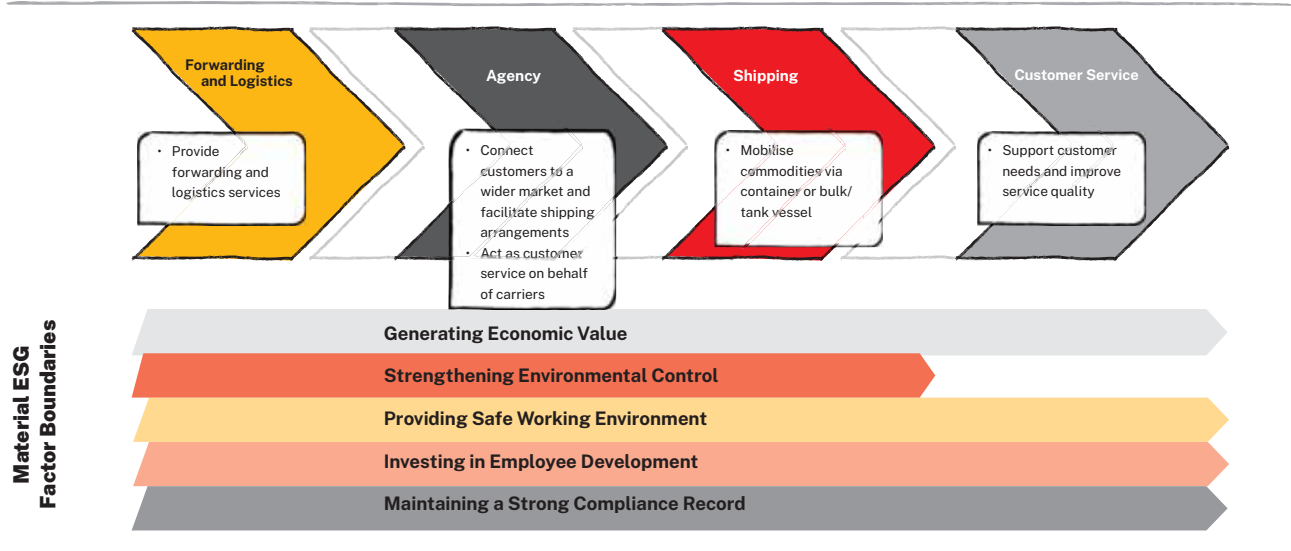 Forwarding
and Logistics
• Provide
forwarding and
logistics services
Agency
• Connect
customers to a
wider market and
facilitate shipping
arrangements
• Act as customer
service on behalf
of carriers
Shipping
• Mobilise
commodities via
container or bulk/
tank vessel
Customer Service
• Support customer
needs and improve
service quality
Material ESG
Factor Boundaries
Generating Economic Value
Strengthening Environmental Control
Providing Safe Working Environment
Investing in Employee Development
Maintaining a Strong Compliance Record